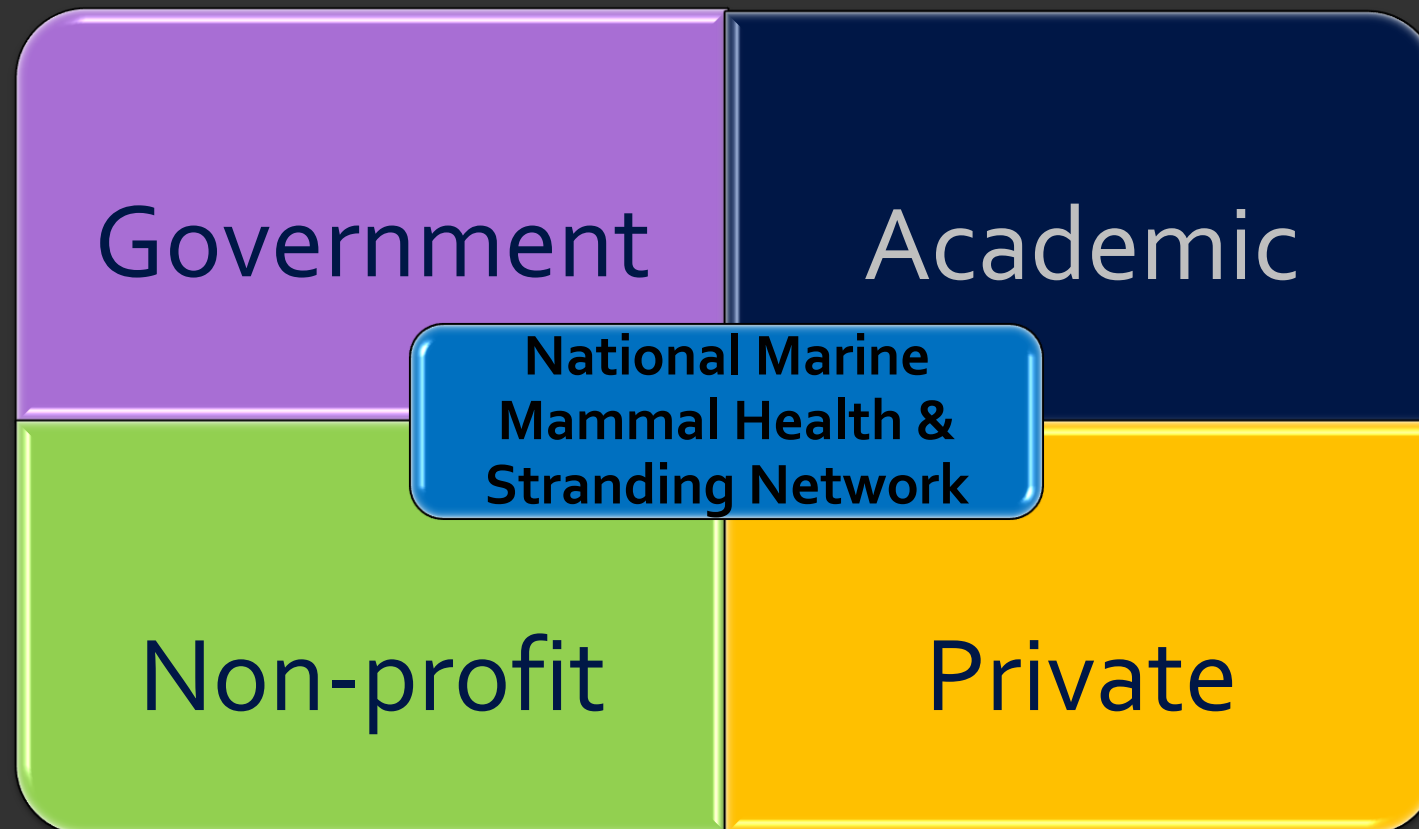 Government
Academic
National Marine
Mammal Health &
Stranding Network
Non-profit
Private